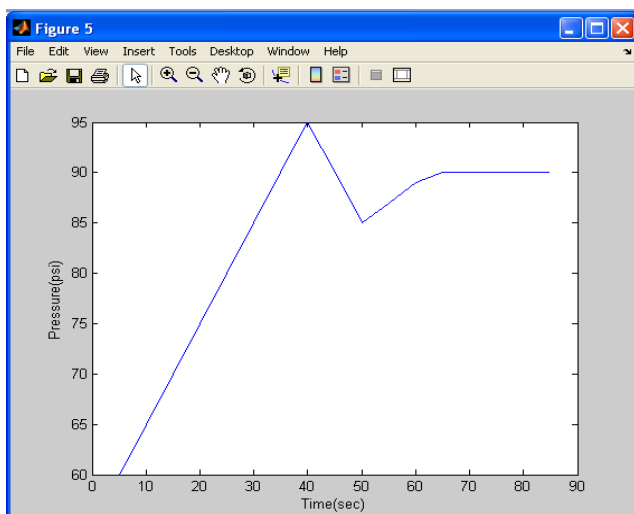 Figure 5
File Edit View Insert Tools Desktop Window Help
95
90
85
80
75
70
65
60
Pressure(psi)
0 10 20 30 40 50 60 70 80 90
Time(sec)